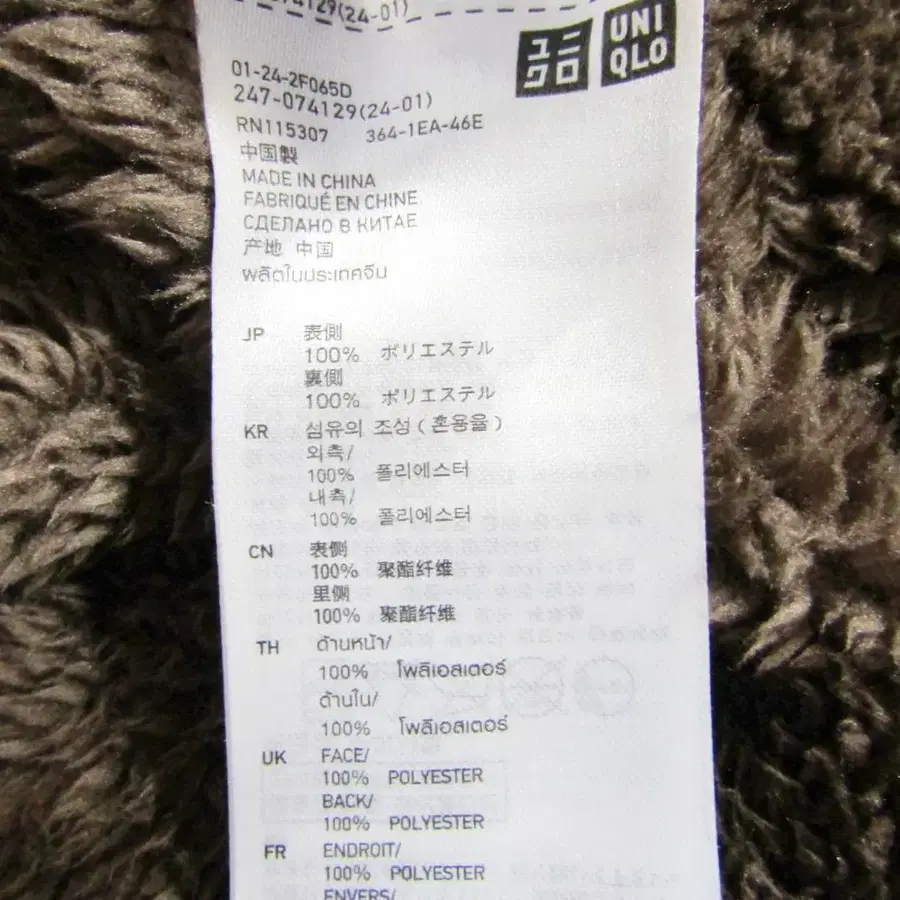 074129(24-01)
ユニ
クロ
UNI
QLO
01-24-2F065D
247-074129(24-01)
RN115307 364-1EA-46E
中国製
MADE IN CHINA
FABRIQUÉ EN CHINE
СДЕЛАНО В КИТАЕ
产地 中国
ผลิตในประเทศจีน
JP 表側
100% ポリエステル
裏側
100% ポリエステル
KR 섬유의 조성 ( 혼용율 )
외측/
100% 폴리에스터
내측/
100% 폴리에스터
CN 表侧
100% 聚酯纤维
里侧
100% 聚酯纤维
TH ด้านหน้า/
100% โพลิเอสเตอร์
ด้านใน/
100% โพลิเอสเตอร์
UK FACE/
100% POLYESTER
BACK/
100% POLYESTER
FR ENDROIT/
100% POLYESTER
ENVERS/